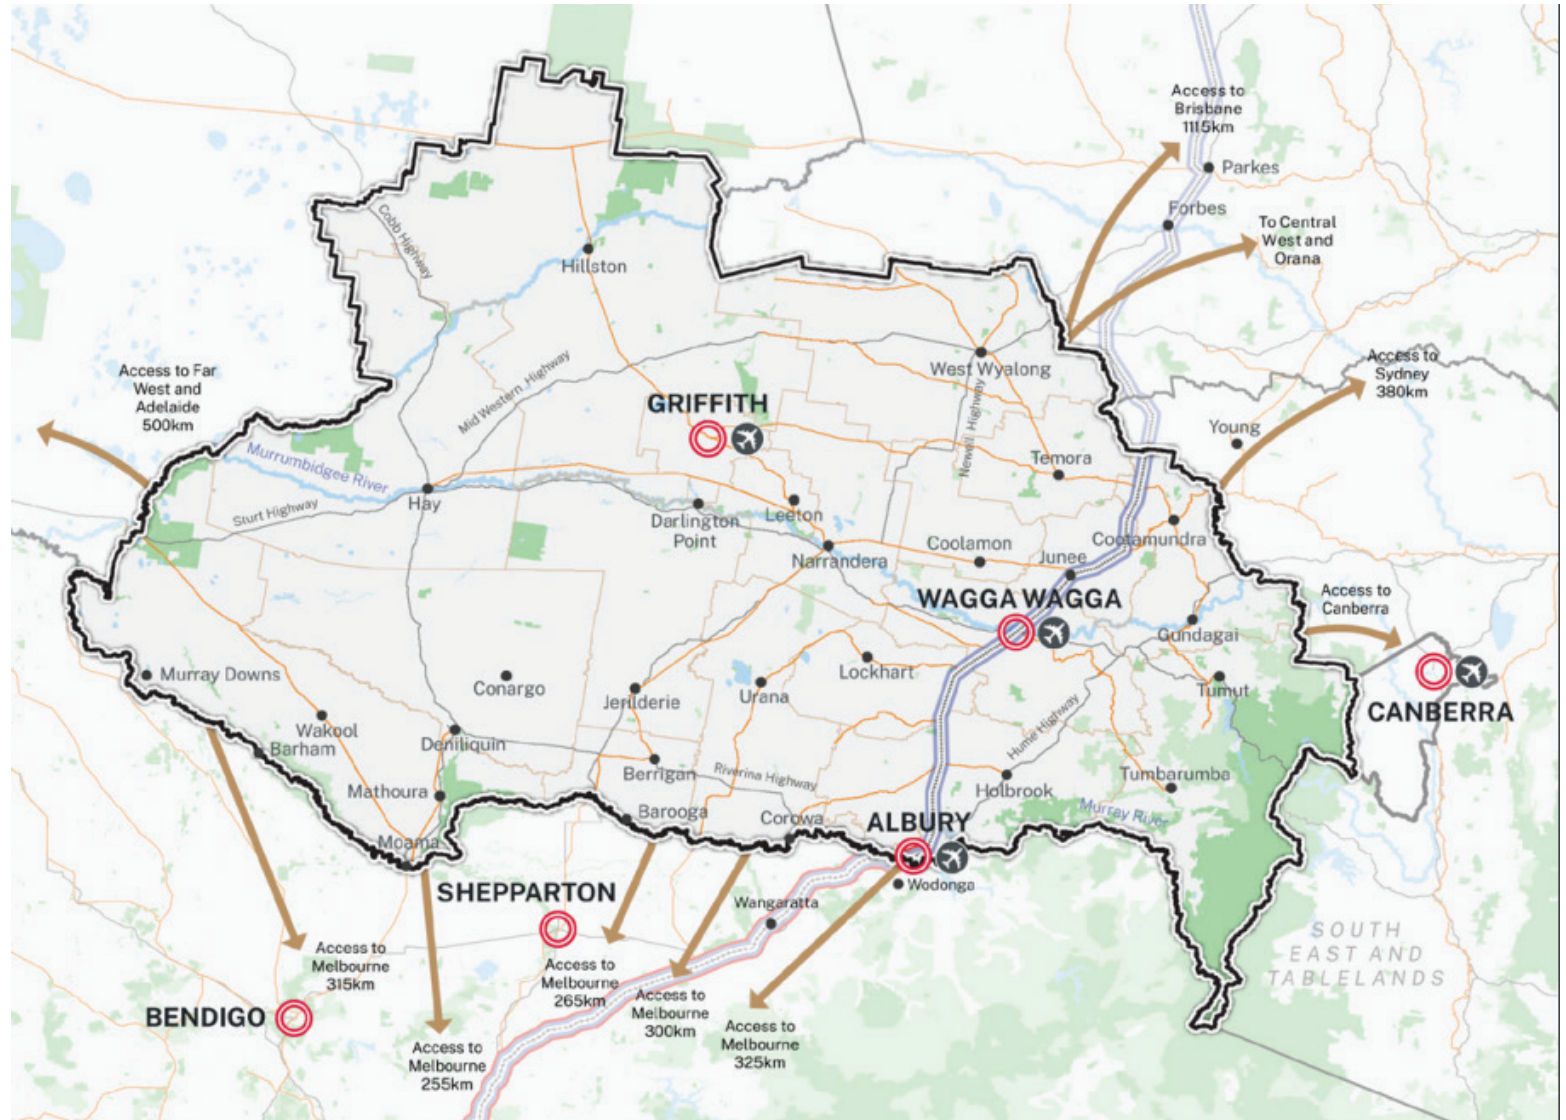 Access to
Brisbane
1115km
Parkes
Forbes
To Central
West and
Orana
Cobb Highway
Hillston
Access to Far
West and
Adelaide
500km
Mid Western Highway
West Wyalong
Access to
Sydney
380km
GRIFFITH
Newell Highway
Young
Murrumbidgee River
Temora
Hay
Sturt Highway
Darlington
Point
Leeton
Narrandera
Coolamon
Junee
Cootamundra
WAGGA WAGGA
Access to
Canberra
Gundagai
Murray Downs
Conargo
Jerilderie
Urana
Lockhart
Tumut
CANBERRA
Wakool
Barham
Deniliquin
Hume Highway
Berrigan
Riverina Highway
Holbrook
Tumbarumba
Mathoura
Barooga
Corowa
ALBURY
Murray River
Moama
SHEPPARTON
Wodonga
Wangaratta
SOUTH
EAST AND
TABLELANDS
Access to
Melbourne
315km
Access to
Melbourne
265km
Access to
Melbourne
300km
BENDIGO
Access to
Melbourne
325km
Access to
Melbourne
255km